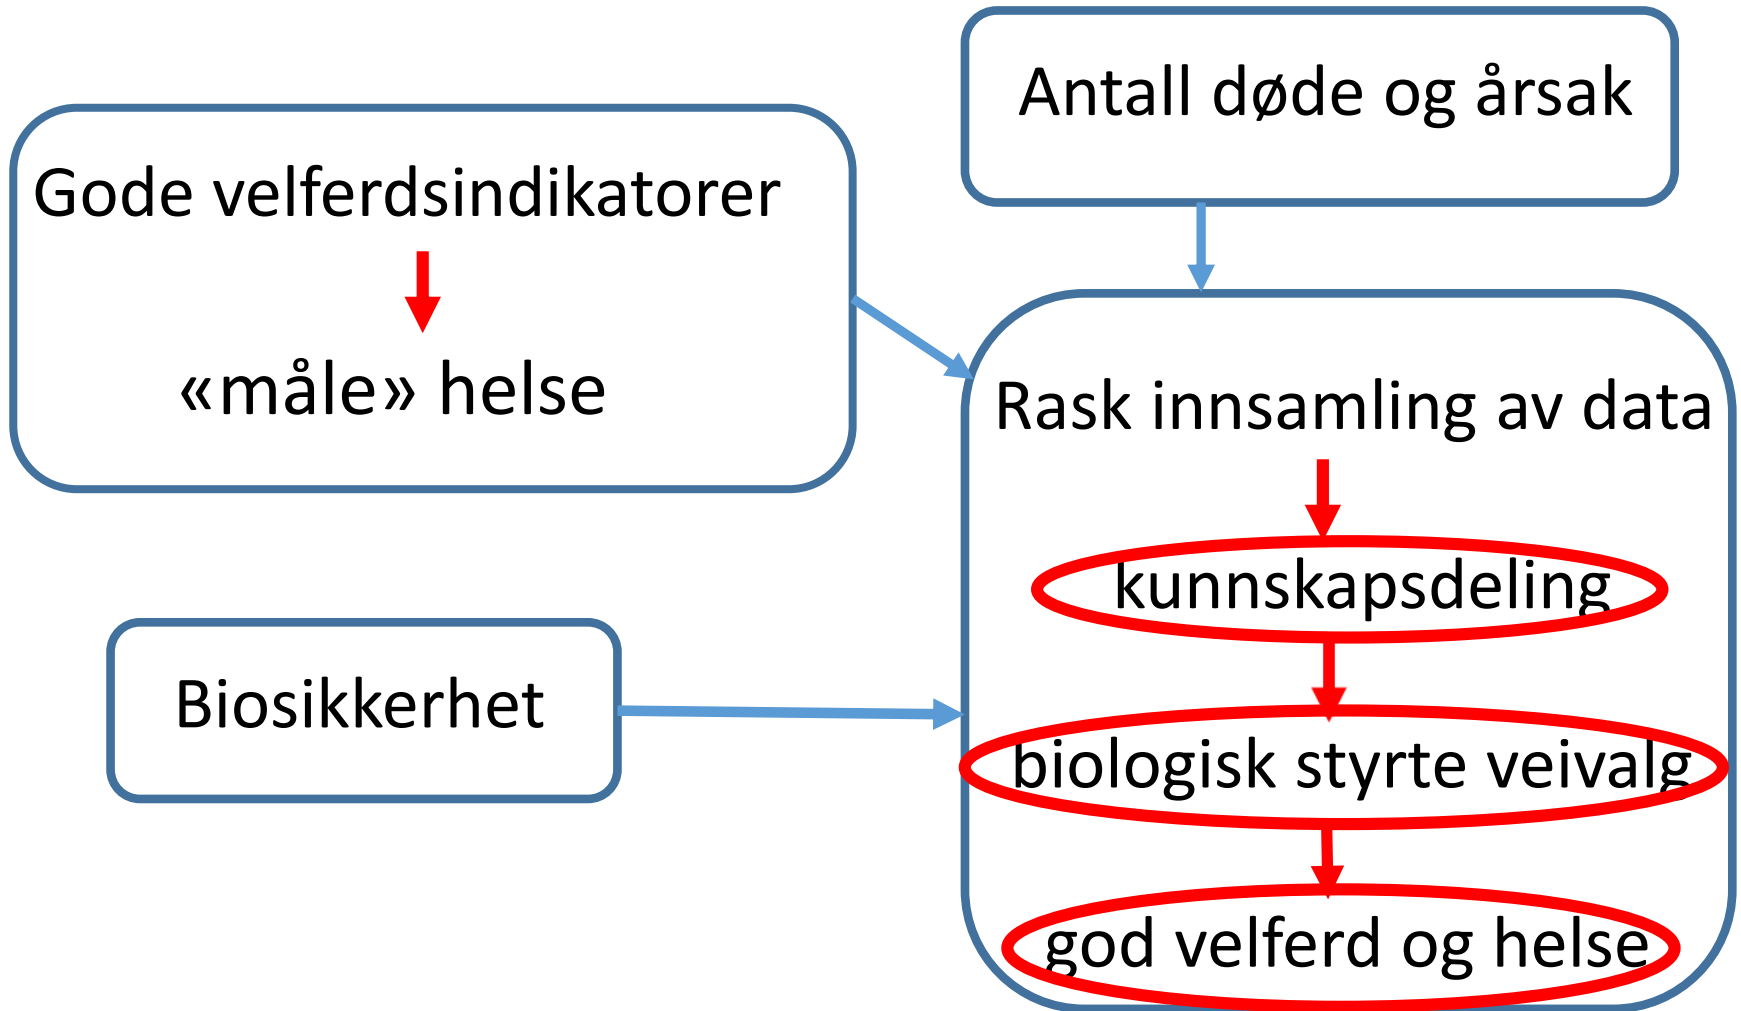 Antall døde og årsak
Gode velferdsindikatorer
«måle» helse
Rask innsamling av data
kunnskapsdeling
Biosikkerhet
biologisk styrte veivalg
god velferd og helse